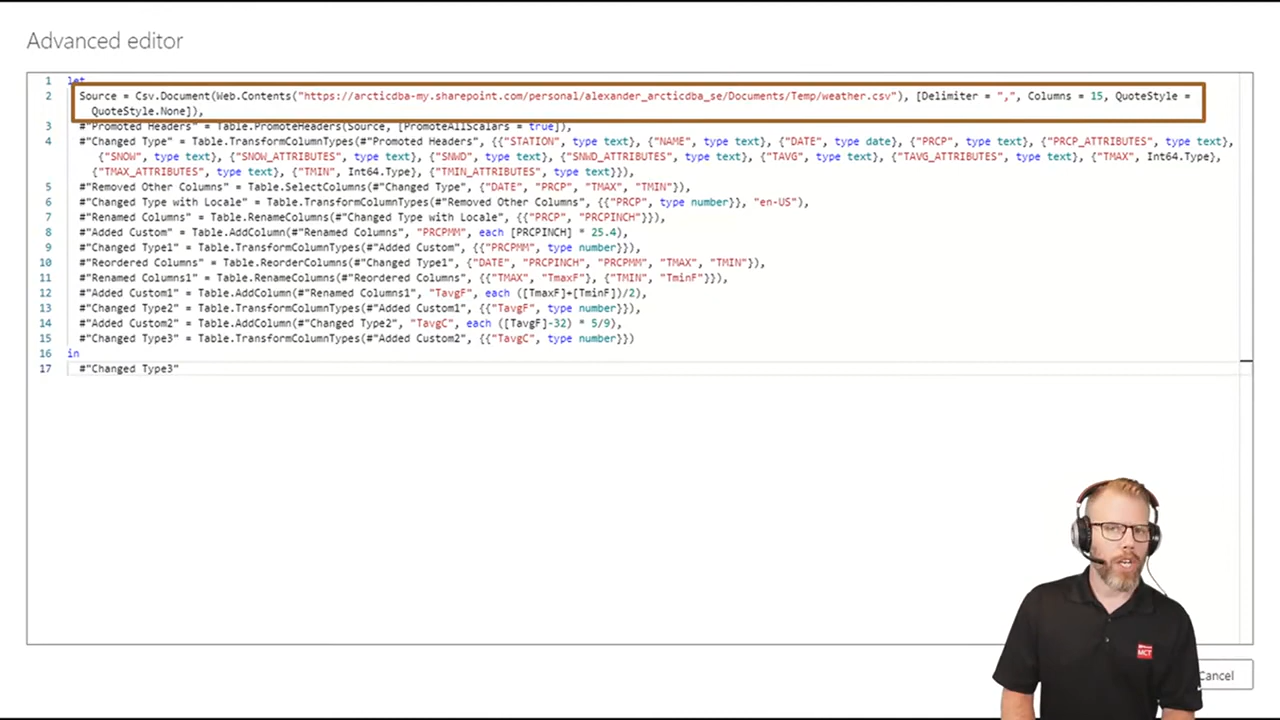 Advanced editor
1 let
2 Source = Csv.Document(Web.Contents("https://arcticdba-my.sharepoint.com/personal/alexander_arcticdba_se/Documents/Temp/weather.csv"), [Delimiter = ",", Columns = 15, QuoteStyle =
QuoteStyle.None]),
3 #"Promoted Headers" = Table.PromoteHeaders(Source, [PromoteAllScalars = true]),
4 #"Changed Type" = Table.TransformColumnTypes(#"Promoted Headers", {{"STATION", type text}, {"NAME", type text}, {"DATE", type date}, {"PRCP", type text}, {"PRCP_ATTRIBUTES", type text},
{"SNOW", type text}, {"SNOW_ATTRIBUTES", type text}, {"SNWD", type text}, {"SNWD_ATTRIBUTES", type text}, {"TAVG", type text}, {"TAVG_ATTRIBUTES", type text}, {"TMAX", Int64.Type},
{"TMAX_ATTRIBUTES", type text}, {"TMIN", Int64.Type}, {"TMIN_ATTRIBUTES", type text}}),
5 #"Removed Other Columns" = Table.SelectColumns(#"Changed Type", {"DATE", "PRCP", "TMAX", "TMIN"}),
6 #"Changed Type with Locale" = Table.TransformColumnTypes(#"Removed Other Columns", {{"PRCP", type number}}, "en-US"),
7 #"Renamed Columns" = Table.RenameColumns(#"Changed Type with Locale", {{"PRCP", "PRCPINCH"}}),
8 #"Added Custom" = Table.AddColumn(#"Renamed Columns", "PRCPMM", each [PRCPINCH] * 25.4),
9 #"Changed Type1" = Table.TransformColumnTypes(#"Added Custom", {{"PRCPMM", type number}}),
10 #"Reordered Columns" = Table.ReorderColumns(#"Changed Type1", {"DATE", "PRCPINCH", "PRCPMM", "TMAX", "TMIN"}),
11 #"Renamed Columns1" = Table.RenameColumns(#"Reordered Columns", {{"TMAX", "TmaxF"}, {"TMIN", "TminF"}}),
12 #"Added Custom1" = Table.AddColumn(#"Renamed Columns1", "TavgF", each ([TmaxF]+[TminF])/2),
13 #"Changed Type2" = Table.TransformColumnTypes(#"Added Custom1", {{"TavgF", type number}}),
14 #"Added Custom2" = Table.AddColumn(#"Changed Type2", "TavgC", each ([TavgF]-32) * 5/9),
15 #"Changed Type3" = Table.TransformColumnTypes(#"Added Custom2", {{"TavgC", type number}})
16 in
17 #"Changed Type3"
MCT
Cancel